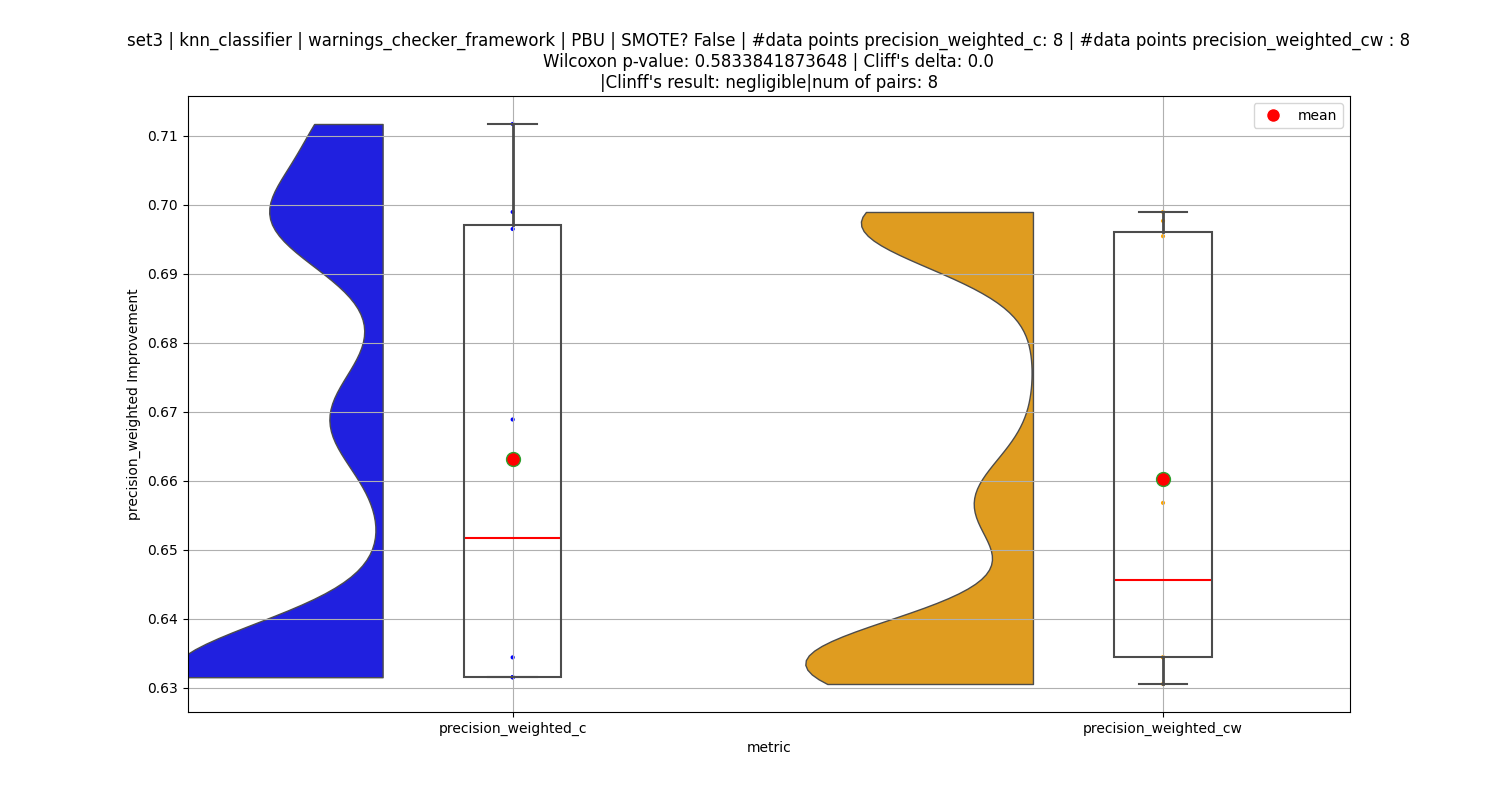 set3 | knn_classifier | warnings_checker_framework | PBU | SMOTE? False | #data points precision_weighted_c: 8 | #data points precision_weighted_cw : 8
Wilcoxon p-value: 0.5833841873648 | Cliff's delta: 0.0
|Clinff's result: negligible|num of pairs: 8
mean
0.71
0.70
0.69
0.68
0.67
0.66
0.65
0.64
0.63
precision_weighted Improvement
precision_weighted_c
precision_weighted_cw
metric